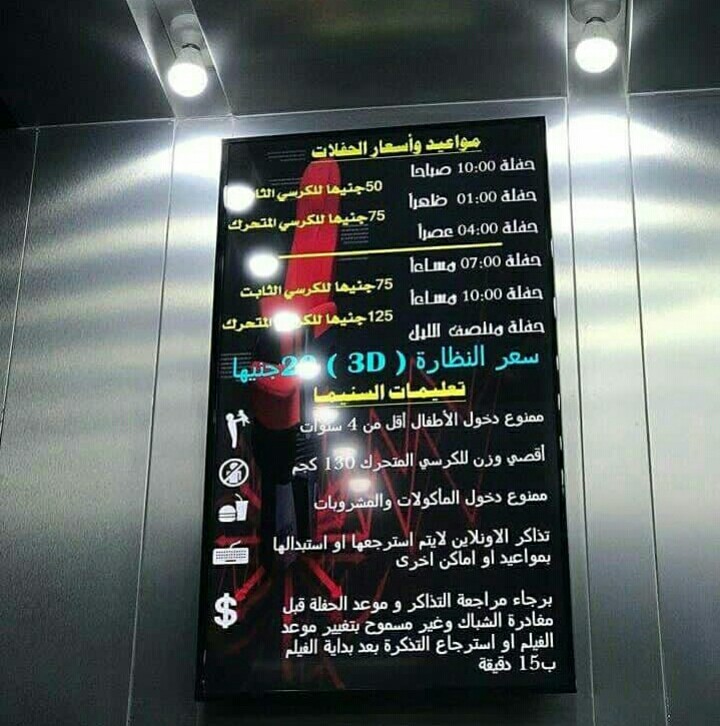 مواعيد وأسعار الحفلات
حفلة 10:00 صباحا
50جنيها للكرسي
حفلة 01:00 ظهرا
75جنيها للكرسي المتحرك
حفلة 04:00 عصرا
حفلة 07:00 مساءا
75جنيها للكرسي الثابت
حفلة 10:00 مساءا
125جنيها للكرسي المتحرك
حفلة منتصف الليل
سعر النظارة ( 3D ) جنيها
تعليمات السنيما
ممنوع دخول الأطفال أقل من 4 سنوات
أقصي وزن للكرسي المتحرك 130 كجم
ممنوع دخول المأكولات والمشروبات
تذاكر الاونلاين لايتم استرجعها او استبدالها
بمواعيد او اماكن اخرى
$
برجاء مراجعة التذاكر و موعد الحفلة قبل
مغادرة الشباك وغير مسموح بتغيير موعد
الفيلم او استرجاع التذكرة بعد بداية الفيلم
ب15 دقيقة